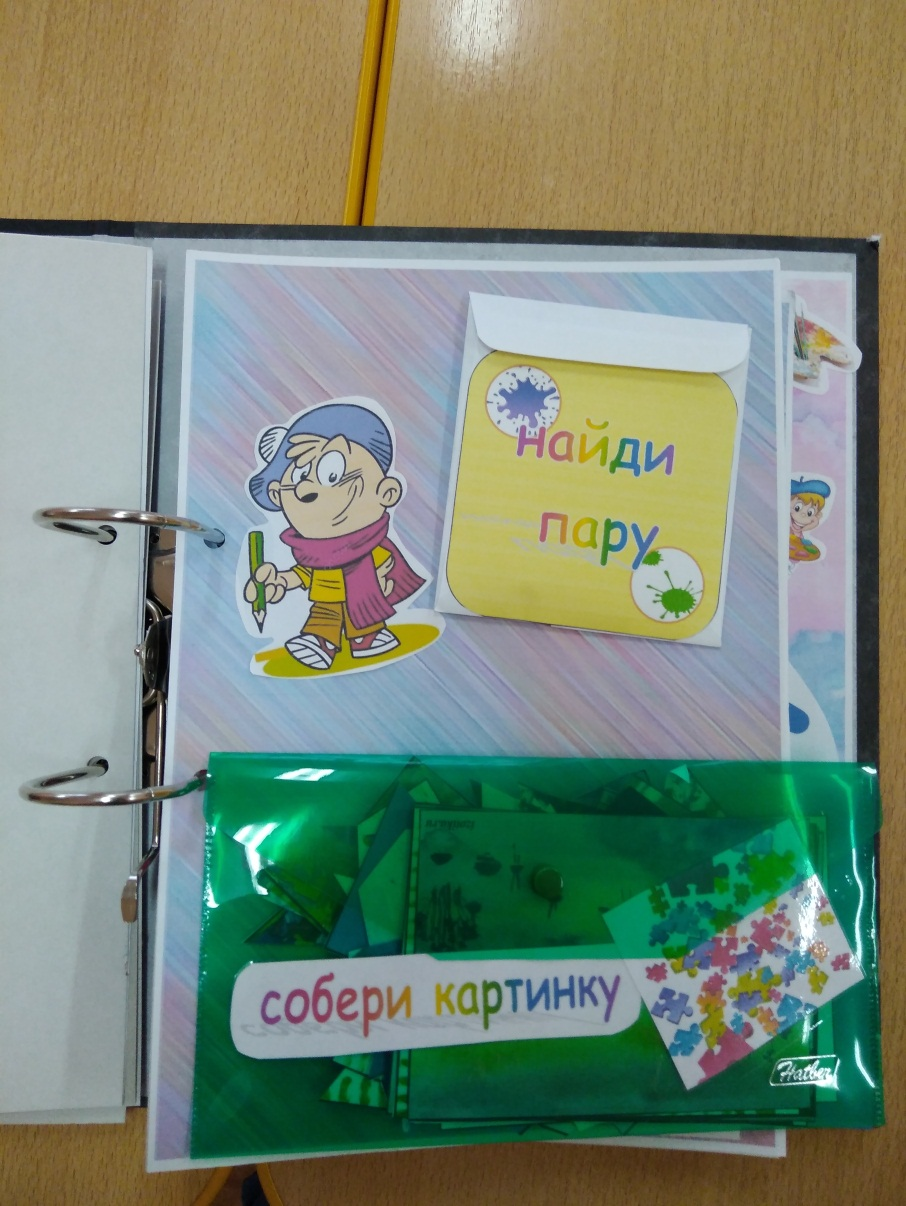 найди
пару
собери картинку
Hatber